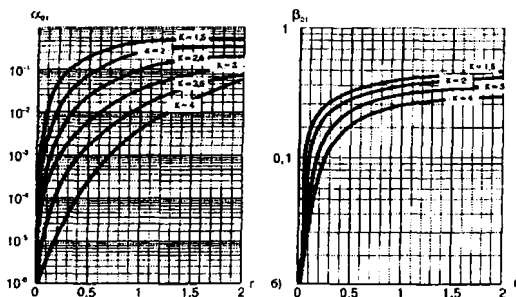 α₀₁
K = 1,5
K = 2
K = 2,5
K = 3
K = 3,5
K = 4
10⁻¹
10⁻²
10⁻³
10⁻⁴
10⁻⁵
10⁻⁶
0 0.5 1 1.5 2 r
β₂₁
1
K = 1,5
K = 2
K = 3
K = 4
0,1
б)
0 0.5 1 1.5 2